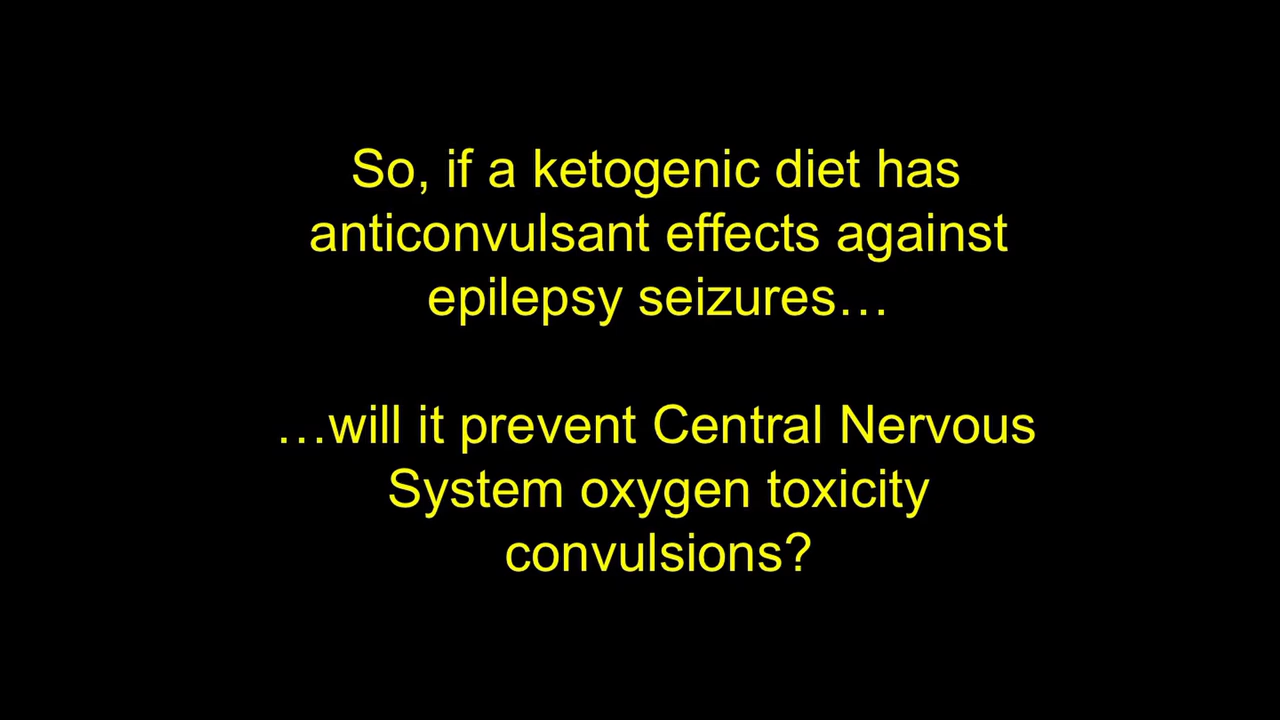 So, if a ketogenic diet has
anticonvulsant effects against
epilepsy seizures…
…will it prevent Central Nervous
System oxygen toxicity
convulsions?